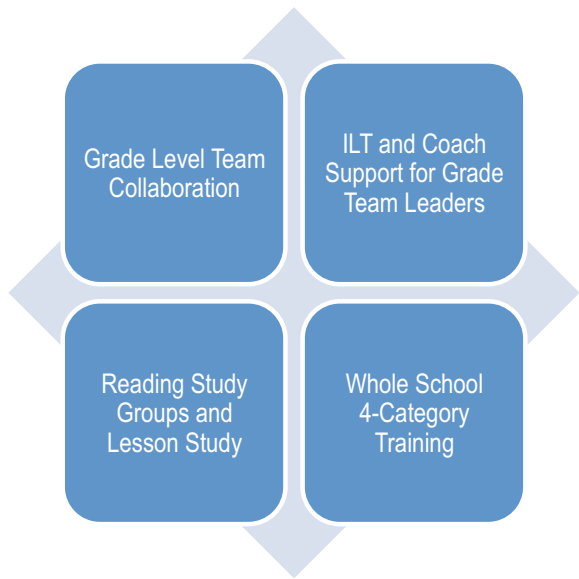 Grade Level Team
Collaboration
ILT and Coach
Support for Grade
Team Leaders
Reading Study
Groups and
Lesson Study
Whole School
4-Category
Training